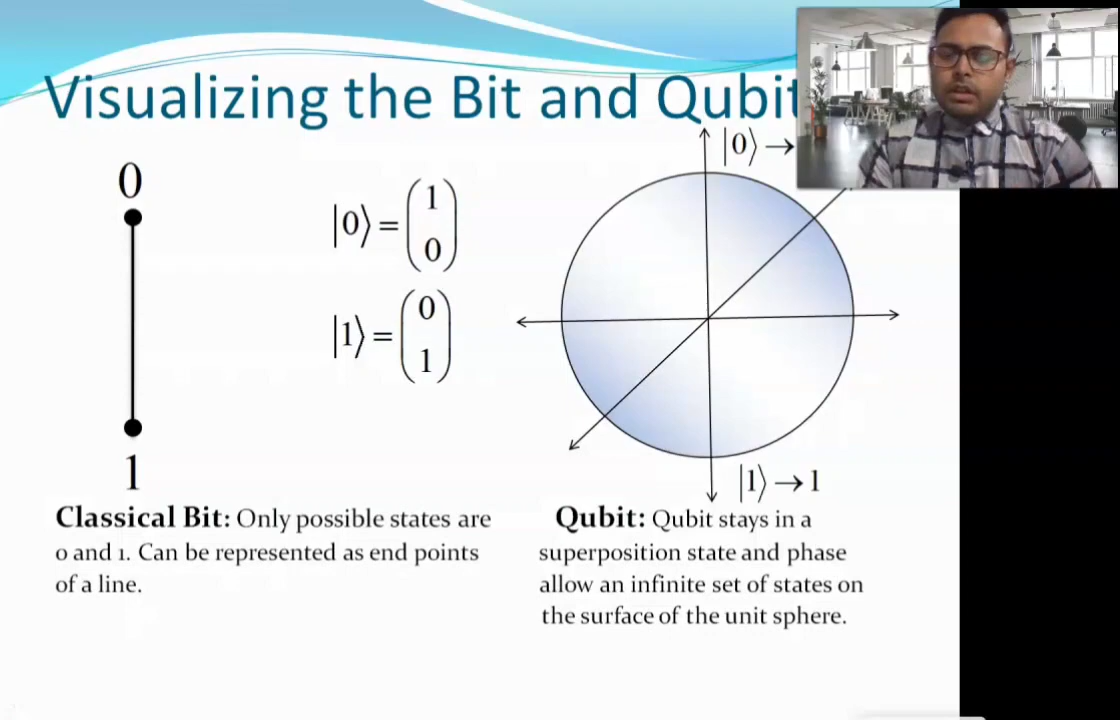 Visualizing the Bit and Qubit
0
|0⟩ = (1 0)
|1⟩ = (0 1)
1
|0⟩ →
|1⟩ → 1
Classical Bit: Only possible states are
0 and 1. Can be represented as end points
of a line.
Qubit: Qubit stays in a
superposition state and phase
allow an infinite set of states on
the surface of the unit sphere.